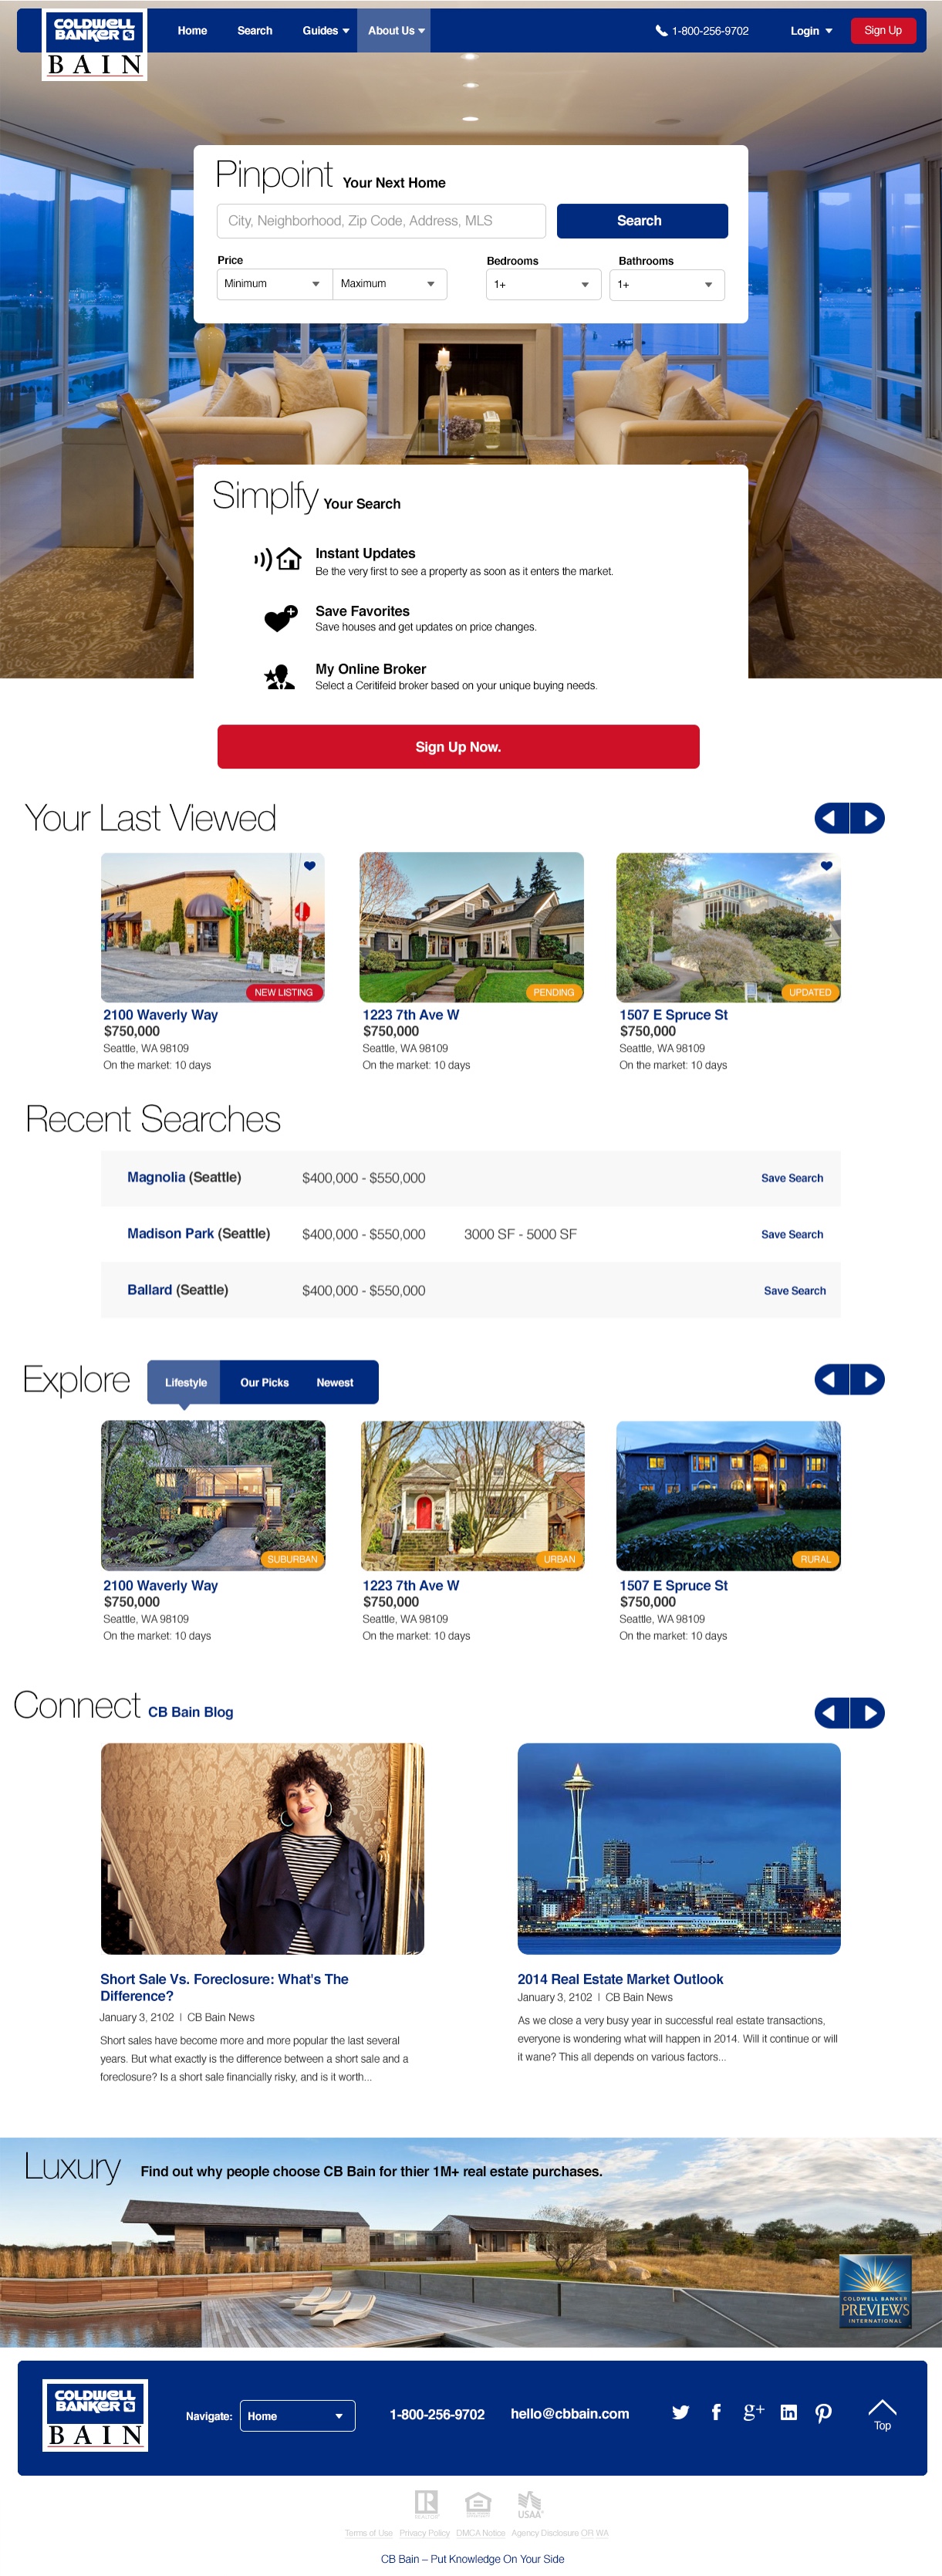 COLDWELL
BANKER CB
BAIN
Home Search Guides About Us 1-800-256-9702 Login Sign Up
Pinpoint Your Next Home
City, Neighborhood, Zip Code, Address, MLS Search
Price Bedrooms Bathrooms
Minimum Maximum 1+ 1+
Simplfy Your Search
Instant Updates
Be the very first to see a property as soon as it enters the market.
Save Favorites
Save houses and get updates on price changes.
My Online Broker
Select a Ceritifeid broker based on your unique buying needs.
Sign Up Now.
Your Last Viewed
NEW LISTING PENDING UPDATED
2100 Waverly Way 1223 7th Ave W 1507 E Spruce St
$750,000 $750,000 $750,000
Seattle, WA 98109 Seattle, WA 98109 Seattle, WA 98109
On the market: 10 days On the market: 10 days On the market: 10 days
Recent Searches
Magnolia (Seattle) $400,000 - $550,000 Save Search
Madison Park (Seattle) $400,000 - $550,000 3000 SF - 5000 SF Save Search
Ballard (Seattle) $400,000 - $550,000 Save Search
Explore Lifestyle Our Picks Newest
SUBURBAN URBAN RURAL
2100 Waverly Way 1223 7th Ave W 1507 E Spruce St
$750,000 $750,000 $750,000
Seattle, WA 98109 Seattle, WA 98109 Seattle, WA 98109
On the market: 10 days On the market: 10 days On the market: 10 days
Connect CB Bain Blog
Short Sale Vs. Foreclosure: What's The
Difference?
January 3, 2102 | CB Bain News
Short sales have become more and more popular the last several
years. But what exactly is the difference between a short sale and a
foreclosure? Is a short sale financially risky, and is it worth...
2014 Real Estate Market Outlook
January 3, 2102 | CB Bain News
As we close a very busy year in successful real estate transactions,
everyone is wondering what will happen in 2014. Will it continue or will
it wane? This all depends on various factors...
Luxury Find out why people choose CB Bain for thier 1M+ real estate purchases.
COLDWELL BANKER
PREVIEWS
INTERNATIONAL
COLDWELL
BANKER CB
BAIN
Navigate: Home 1-800-256-9702 hello@cbbain.com g+ in Top
REALTOR USAA
Terms of Use Privacy Policy DMCA Notice Agency Disclosure OR WA
CB Bain – Put Knowledge On Your Side